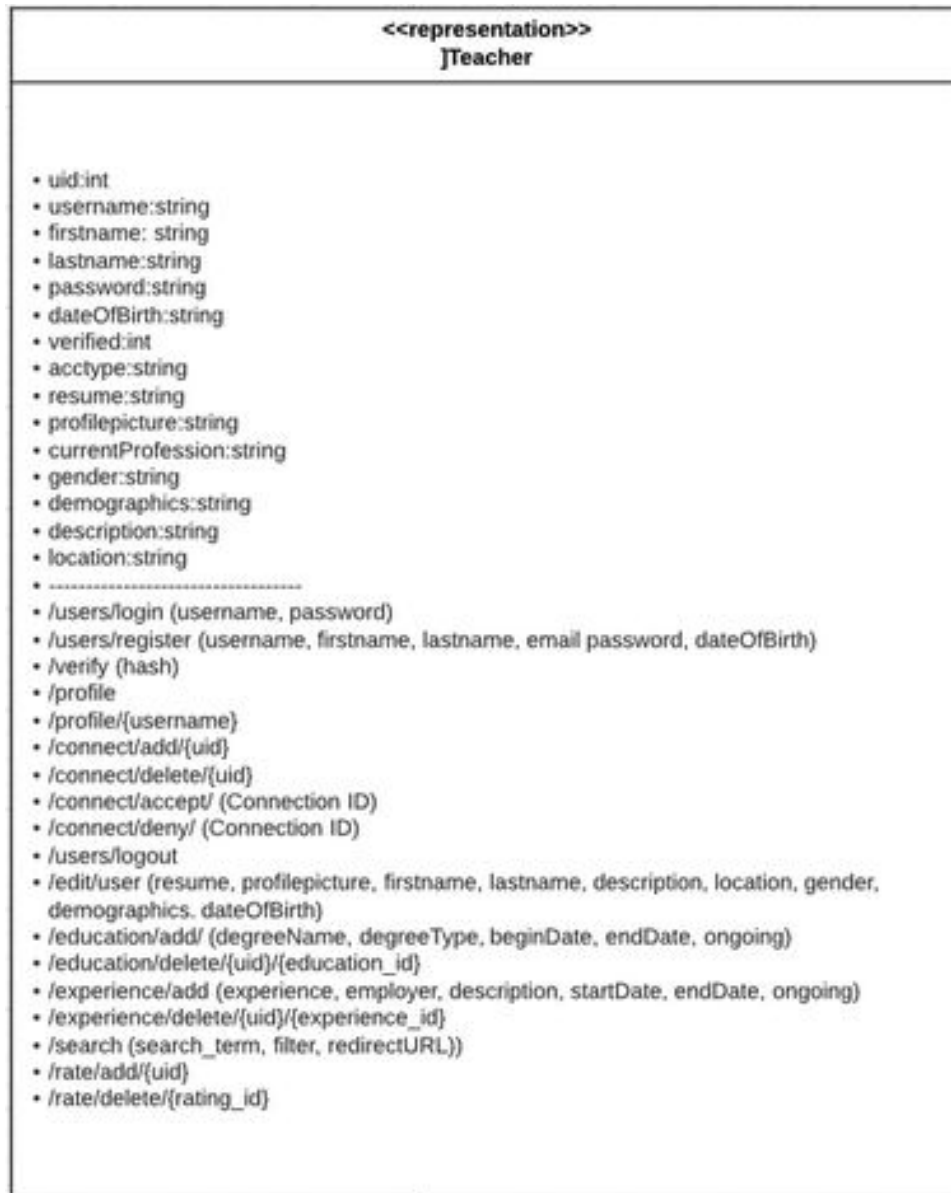 <<representation>>
]Teacher
• uid:int
• username:string
• firstname: string
• lastname:string
• password:string
• dateOfBirth:string
• verified:int
• acctype:string
• resume:string
• profilepicture:string
• currentProfession:string
• gender:string
• demographics:string
• description:string
• location:string
• -----------------------------------
• /users/login (username, password)
• /users/register (username, firstname, lastname, email password, dateOfBirth)
• /verify (hash)
• /profile
• /profile/{username}
• /connect/add/{uid}
• /connect/delete/{uid}
• /connect/accept/ (Connection ID)
• /connect/deny/ (Connection ID)
• /users/logout
• /edit/user (resume, profilepicture, firstname, lastname, description, location, gender,
demographics. dateOfBirth)
• /education/add/ (degreeName, degreeType, beginDate, endDate, ongoing)
• /education/delete/{uid}/{education_id}
• /experience/add (experience, employer, description, startDate, endDate, ongoing)
• /experience/delete/{uid}/{experience_id}
• /search (search_term, filter, redirectURL))
• /rate/add/{uid}
• /rate/delete/{rating_id}